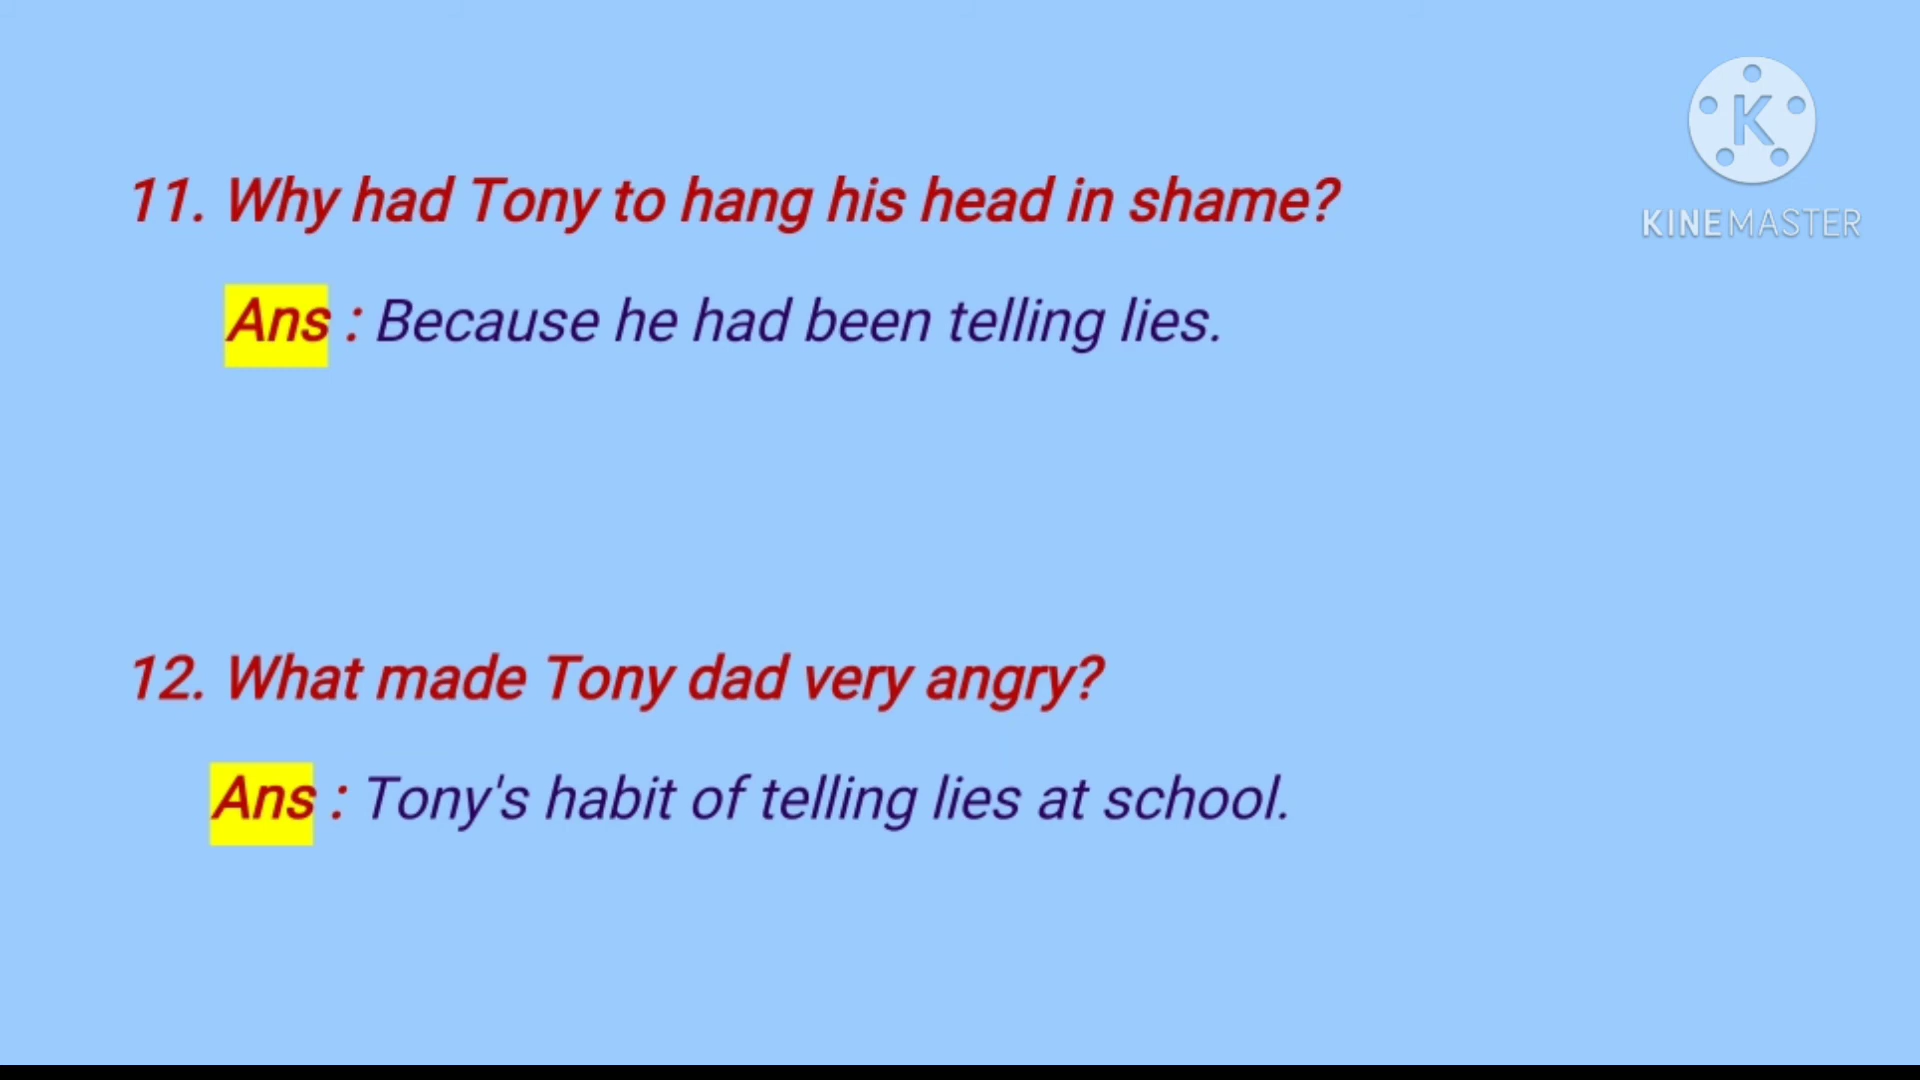 K
KINEMASTER
11. Why had Tony to hang his head in shame?
Ans : Because he had been telling lies.
12. What made Tony dad very angry?
Ans : Tony's habit of telling lies at school.